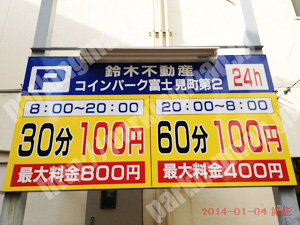 P
鈴木不動産
コインパーク富士見町第2
24h
8:00~20:00
20:00~8:00
30分 100円
60分 100円
最大料金800円
最大料金400円
2014-01-04 撮影